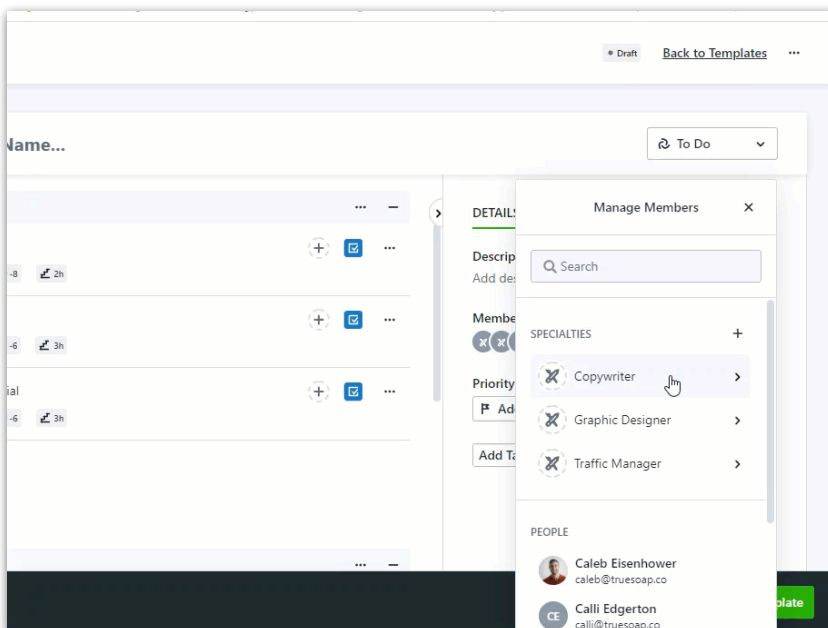 Draft
Back to Templates
Name...
To Do
Manage Members
DETAILS
Search
Descrip
Add des
Membe
SPECIALTIES
-8
2h
Copywriter
Priority
-6
3h
Ad
Graphic Designer
ial
-6
3h
Add Ta
Traffic Manager
PEOPLE
Caleb Eisenhower
caleb@truesoap.co
CE
Calli Edgerton
calli@truesoap.co
plate